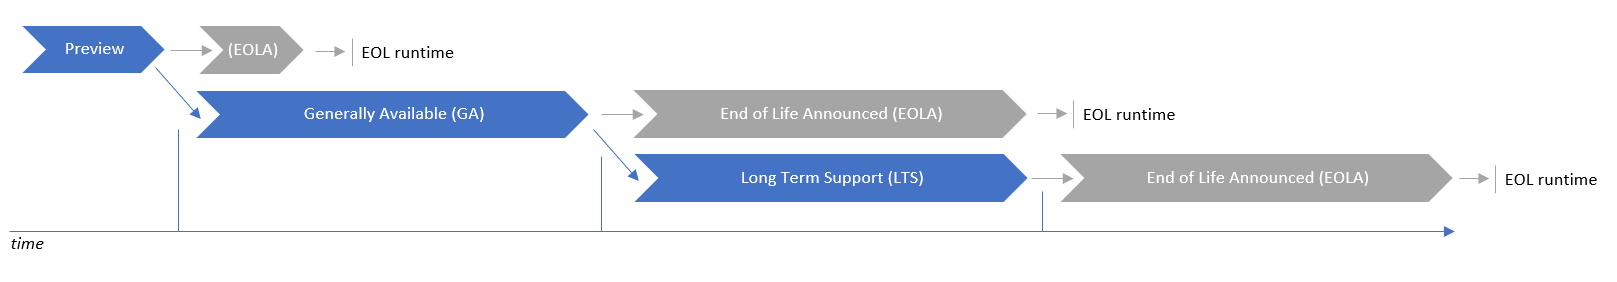 Preview
(EOLA)
EOL runtime
Generally Available (GA)
End of Life Announced (EOLA)
EOL runtime
Long Term Support (LTS)
End of Life Announced (EOLA)
EOL runtime
time